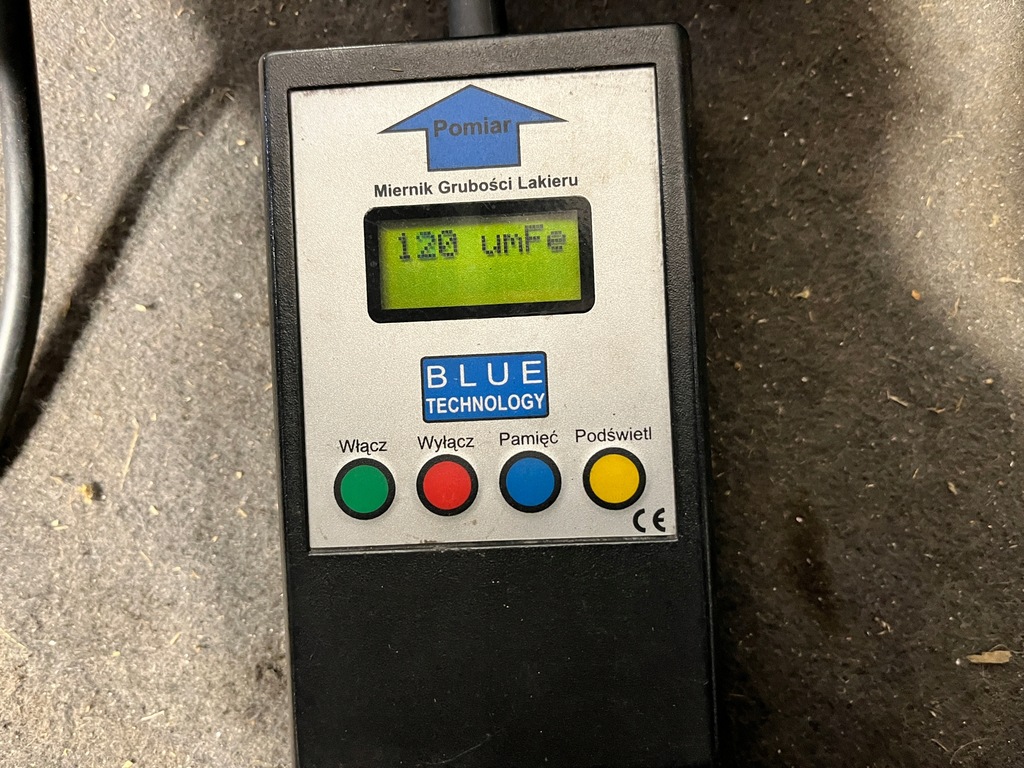 Pomiar
Miernik Grubości Lakieru
120 umFe
BLUE
TECHNOLOGY
Włącz Wyłącz Pamięć Podświetl
CE